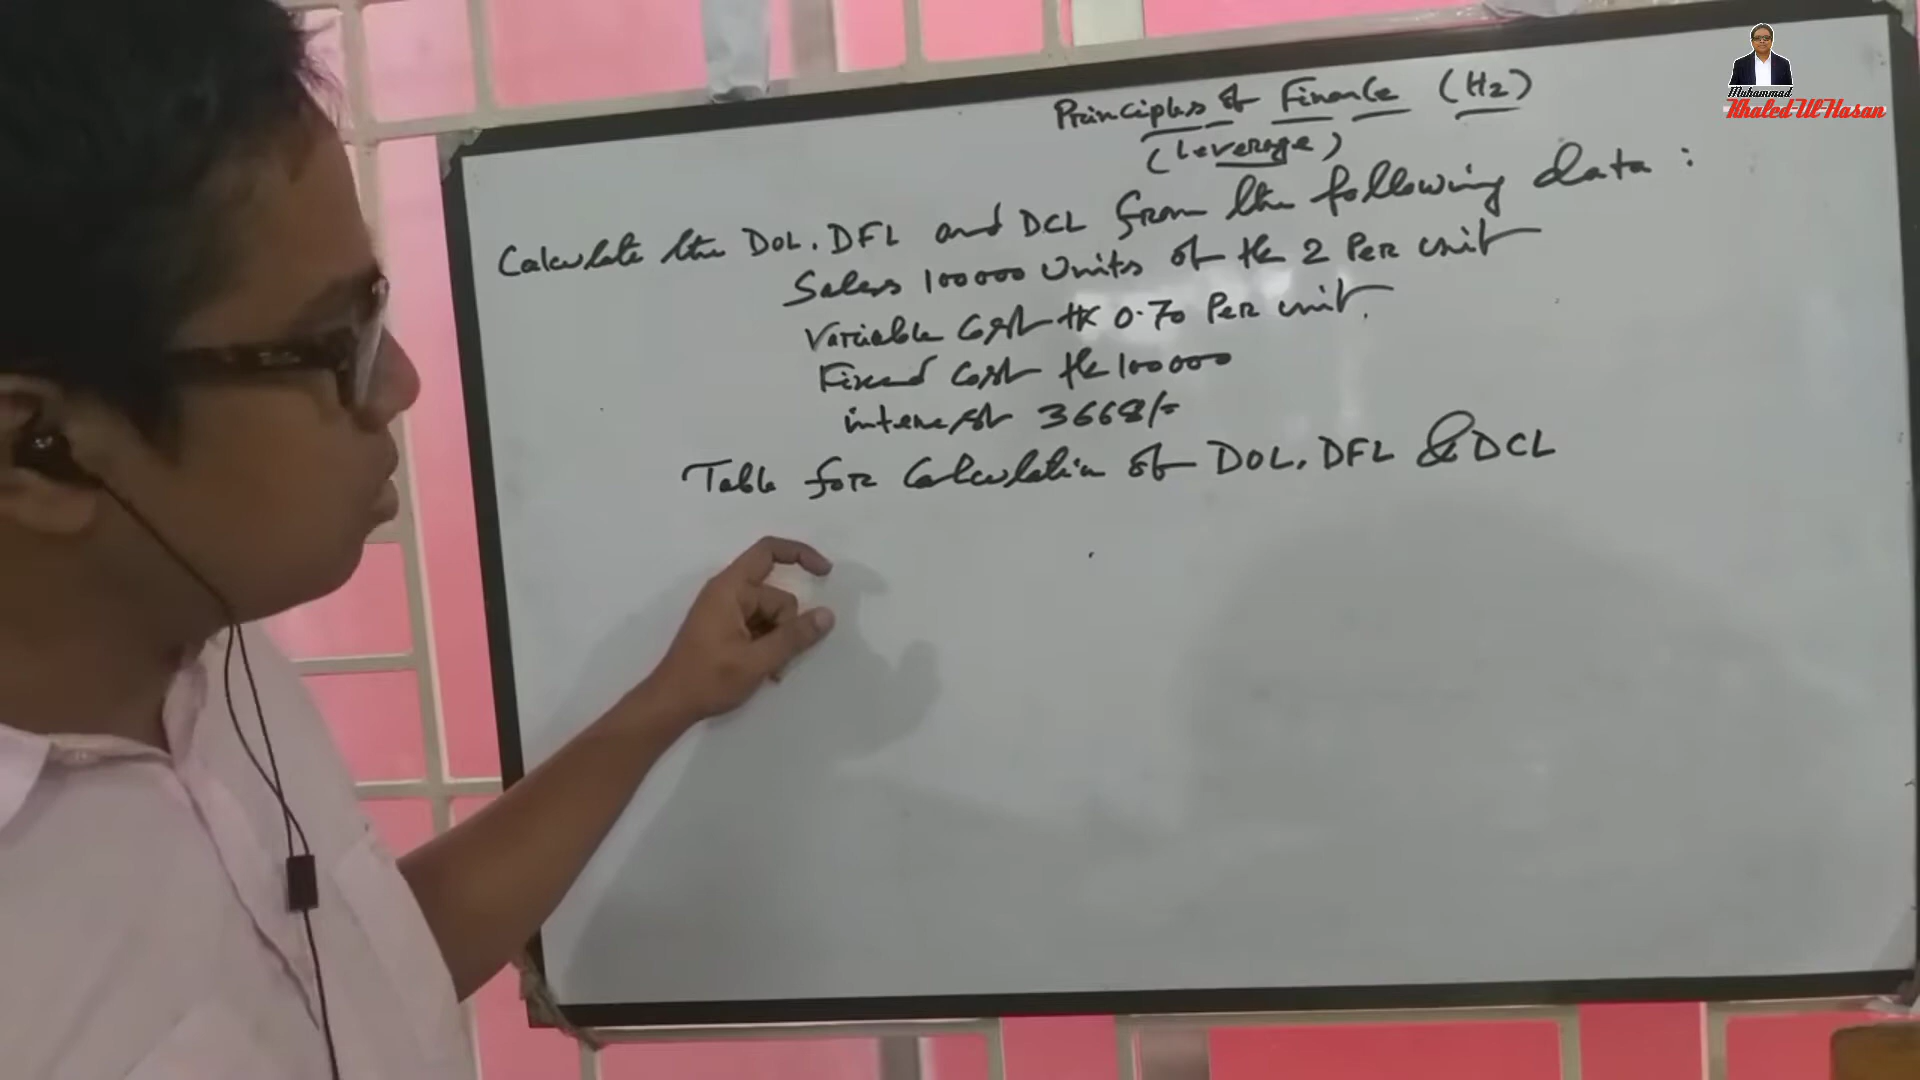 Principles of Finance (H2)
(Leverage)
Calculate the DOL, DFL and DCL from the following data:
Sales 100000 Units of tk 2 Per unit
Variable Cost tk 0.70 Per unit.
Fixed Cost tk 100000
interest 3668/=
Table for Calculation of DOL, DFL & DCL
Muhammad
Khaled-Ul-Hasan